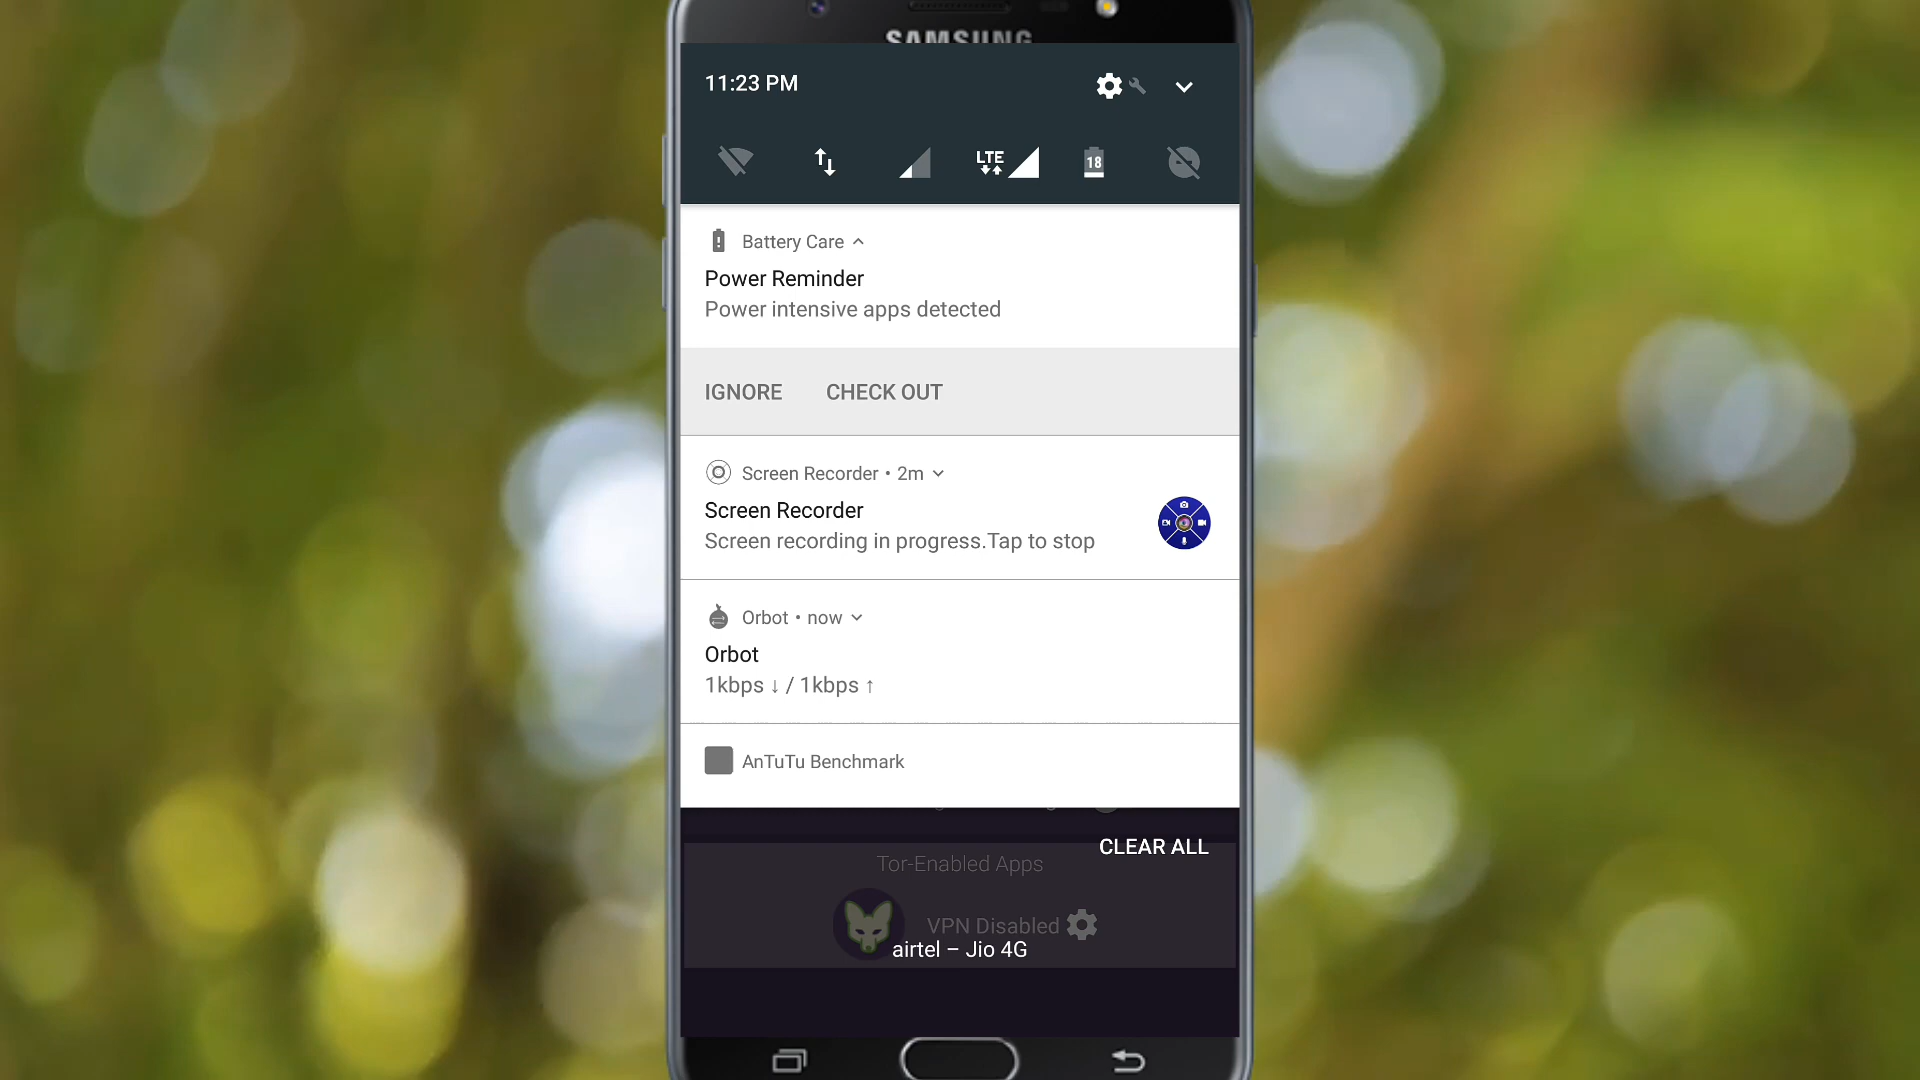 SAMSUNG
11:23 PM
LTE
18
Battery Care
Power Reminder
Power intensive apps detected
IGNORE CHECK OUT
Screen Recorder • 2m
Screen Recorder
Screen recording in progress.Tap to stop
Orbot • now
Orbot
1kbps ↓ / 1kbps ↑
AnTuTu Benchmark
CLEAR ALL
Tor-Enabled Apps
VPN Disabled
airtel – Jio 4G